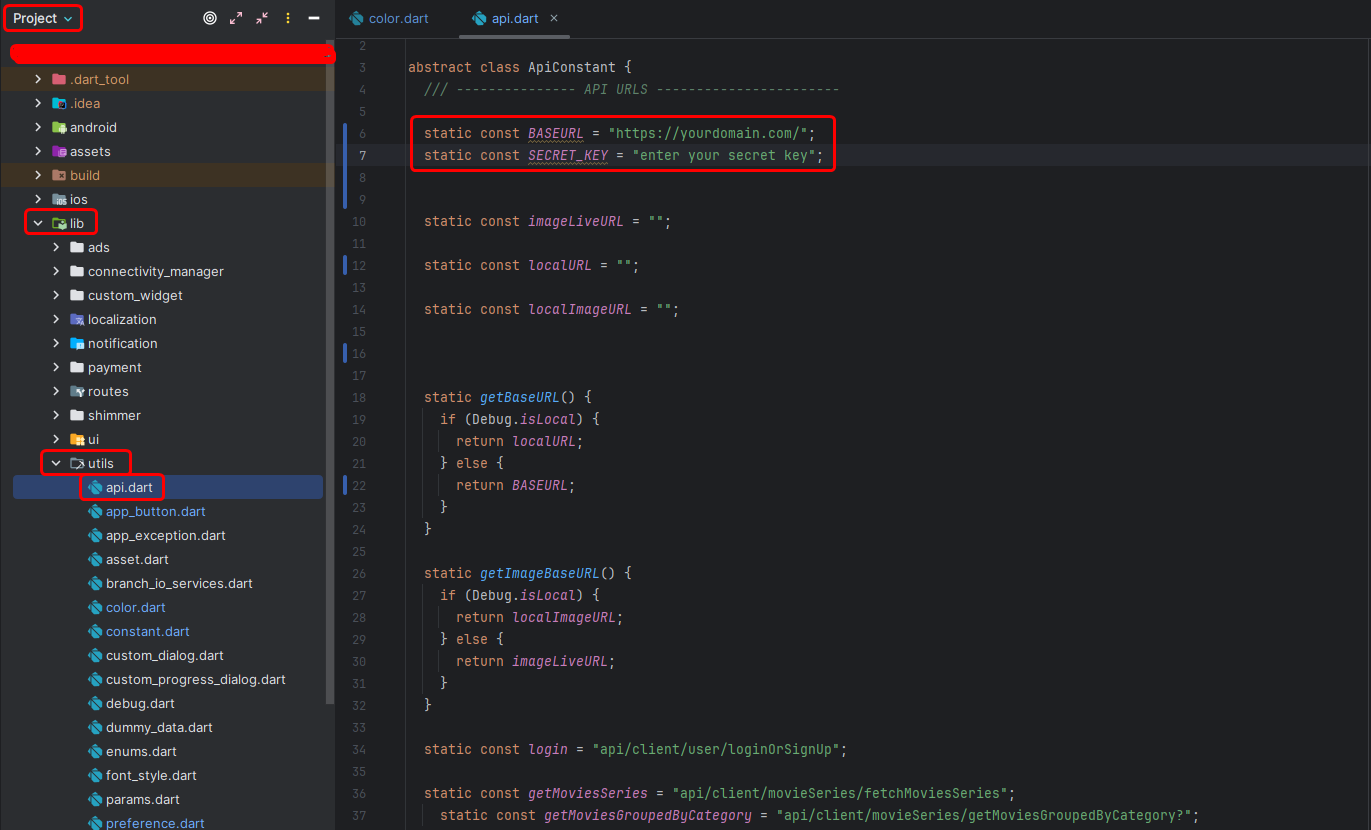 Project
.dart_tool
.idea
android
assets
build
ios
lib
ads
connectivity_manager
custom_widget
localization
notification
payment
routes
shimmer
ui
utils
api.dart
app_button.dart
app_exception.dart
asset.dart
branch_io_services.dart
color.dart
constant.dart
custom_dialog.dart
custom_progress_dialog.dart
debug.dart
dummy_data.dart
enums.dart
font_style.dart
params.dart
preference.dart
color.dart
api.dart
2
3 abstract class ApiConstant {
4 /// --------------- API URLS -----------------------
5
6 static const BASEURL = "https://yourdomain.com/";
7 static const SECRET_KEY = "enter your secret key";
8
9
10 static const imageLiveURL = "";
11
12 static const localURL = "";
13
14 static const localImageURL = "";
15
16
17
18 static getBaseURL() {
19 if (Debug.isLocal) {
20 return localURL;
21 } else {
22 return BASEURL;
23 }
24 }
25
26 static getImageBaseURL() {
27 if (Debug.isLocal) {
28 return localImageURL;
29 } else {
30 return imageLiveURL;
31 }
32 }
33
34 static const login = "api/client/user/loginOrSignUp";
35
36 static const getMoviesSeries = "api/client/movieSeries/fetchMoviesSeries";
37 static const getMoviesGroupedByCategory = "api/client/movieSeries/getMoviesGroupedByCategory?";